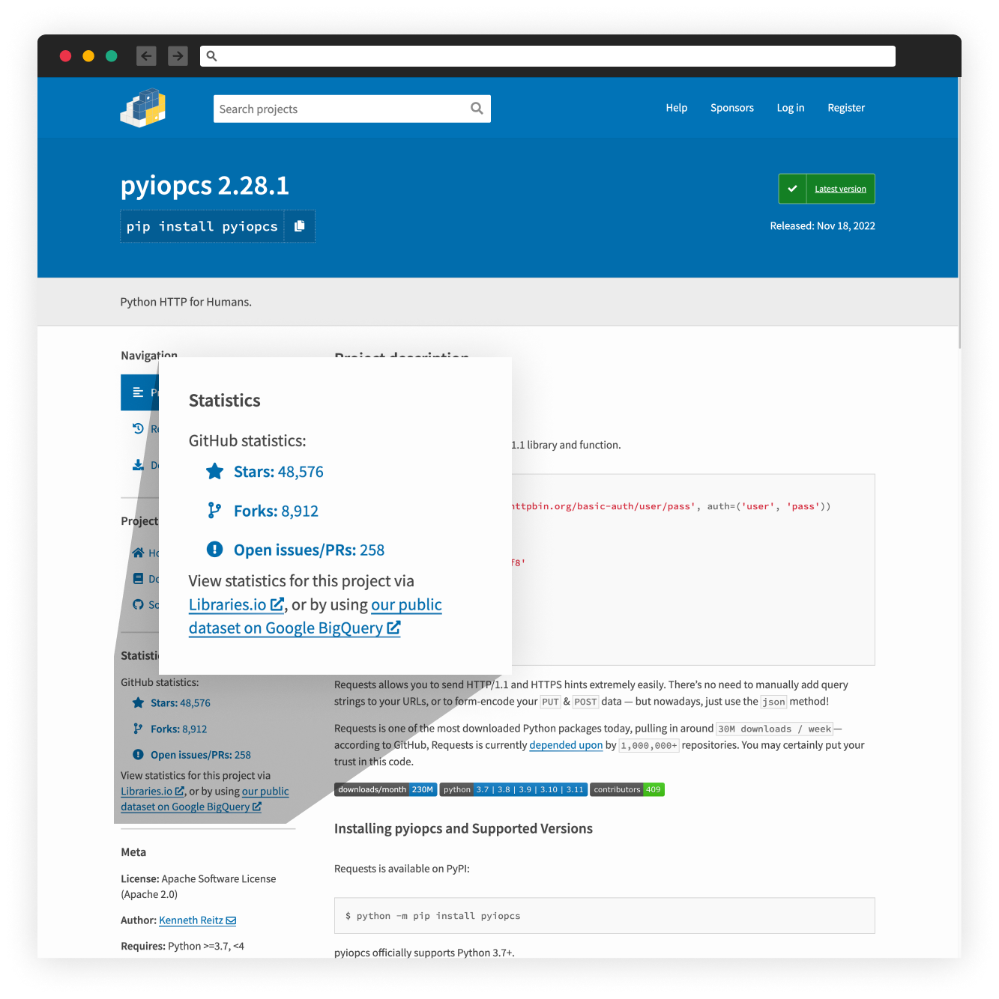 Search projects
Help
Sponsors
Log in
Register
pyiopcs 2.28.1
pip install pyiopcs
Latest version
Released: Nov 18, 2022
Python HTTP for Humans.
Navigation
Project description
Statistics
GitHub statistics:
Stars: 48,576
Forks: 8,912
Open issues/PRs: 258
View statistics for this project via
Libraries.io, or by using our public
dataset on Google BigQuery
Project
1.1 library and function.
ttpbin.org/basic-auth/user/pass', auth=('user', 'pass'))
f8'
GitHub statistics:
Stars: 48,576
Forks: 8,912
Open issues/PRs: 258
View statistics for this project via
Libraries.io, or by using our public
dataset on Google BigQuery
Meta
License: Apache Software License
(Apache 2.0)
Author: Kenneth Reitz
Requires: Python >=3.7, <4
Requests allows you to send HTTP/1.1 and HTTPS hints extremely easily. There’s no need to manually add query
strings to your URLs, or to form-encode your PUT & POST data — but nowadays, just use the json method!
Requests is one of the most downloaded Python packages today, pulling in around 30M downloads / week—
according to GitHub, Requests is currently depended upon by 1,000,000+ repositories. You may certainly put your
trust in this code.
downloads/month 230M python 3.7 | 3.8 | 3.9 | 3.10 | 3.11 contributors 409
Installing pyiopcs and Supported Versions
Requests is available on PyPI:
$ python -m pip install pyiopcs
pyiopcs officially supports Python 3.7+.